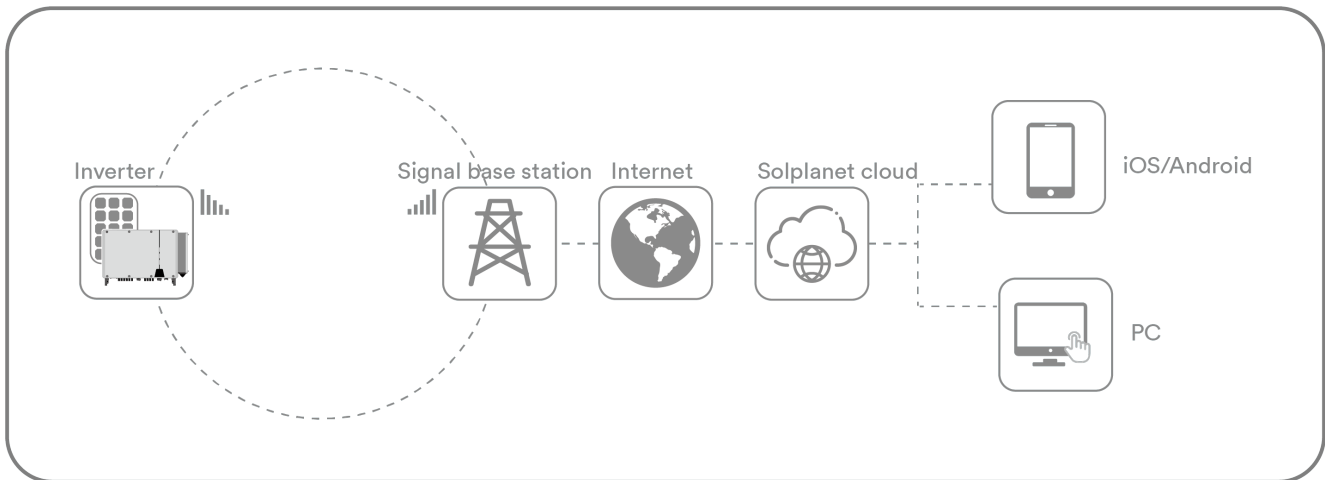 Inverter
Signal base station
Internet
Solplanet cloud
iOS/Android
PC